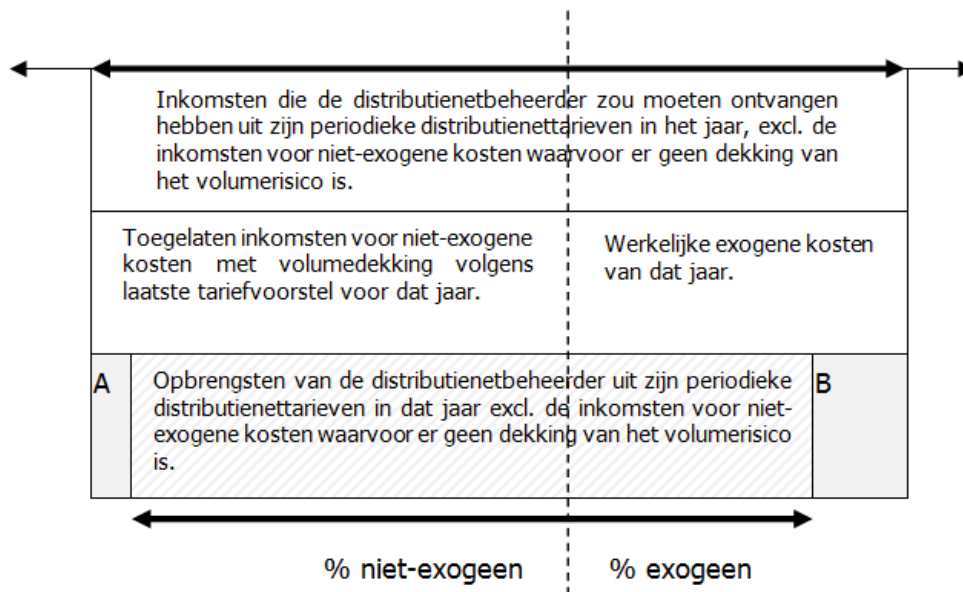 Inkomsten die de distributienetbeheerder zou moeten ontvangen
hebben uit zijn periodieke distributienettarieven in het jaar, excl. de
inkomsten voor niet-exogene kosten waarvoor er geen dekking van
het volumerisico is.
Toegelaten inkomsten voor niet-exogene
kosten met volumedekking volgens
laatste tariefvoorstel voor dat jaar.
Werkelijke exogene kosten
van dat jaar.
A
Opbrengsten van de distributienetbeheerder uit zijn periodieke
distributienettarieven in dat jaar excl. de inkomsten voor niet-
exogene kosten waarvoor er geen dekking van het volumerisico
is.
B
% niet-exogeen
% exogeen